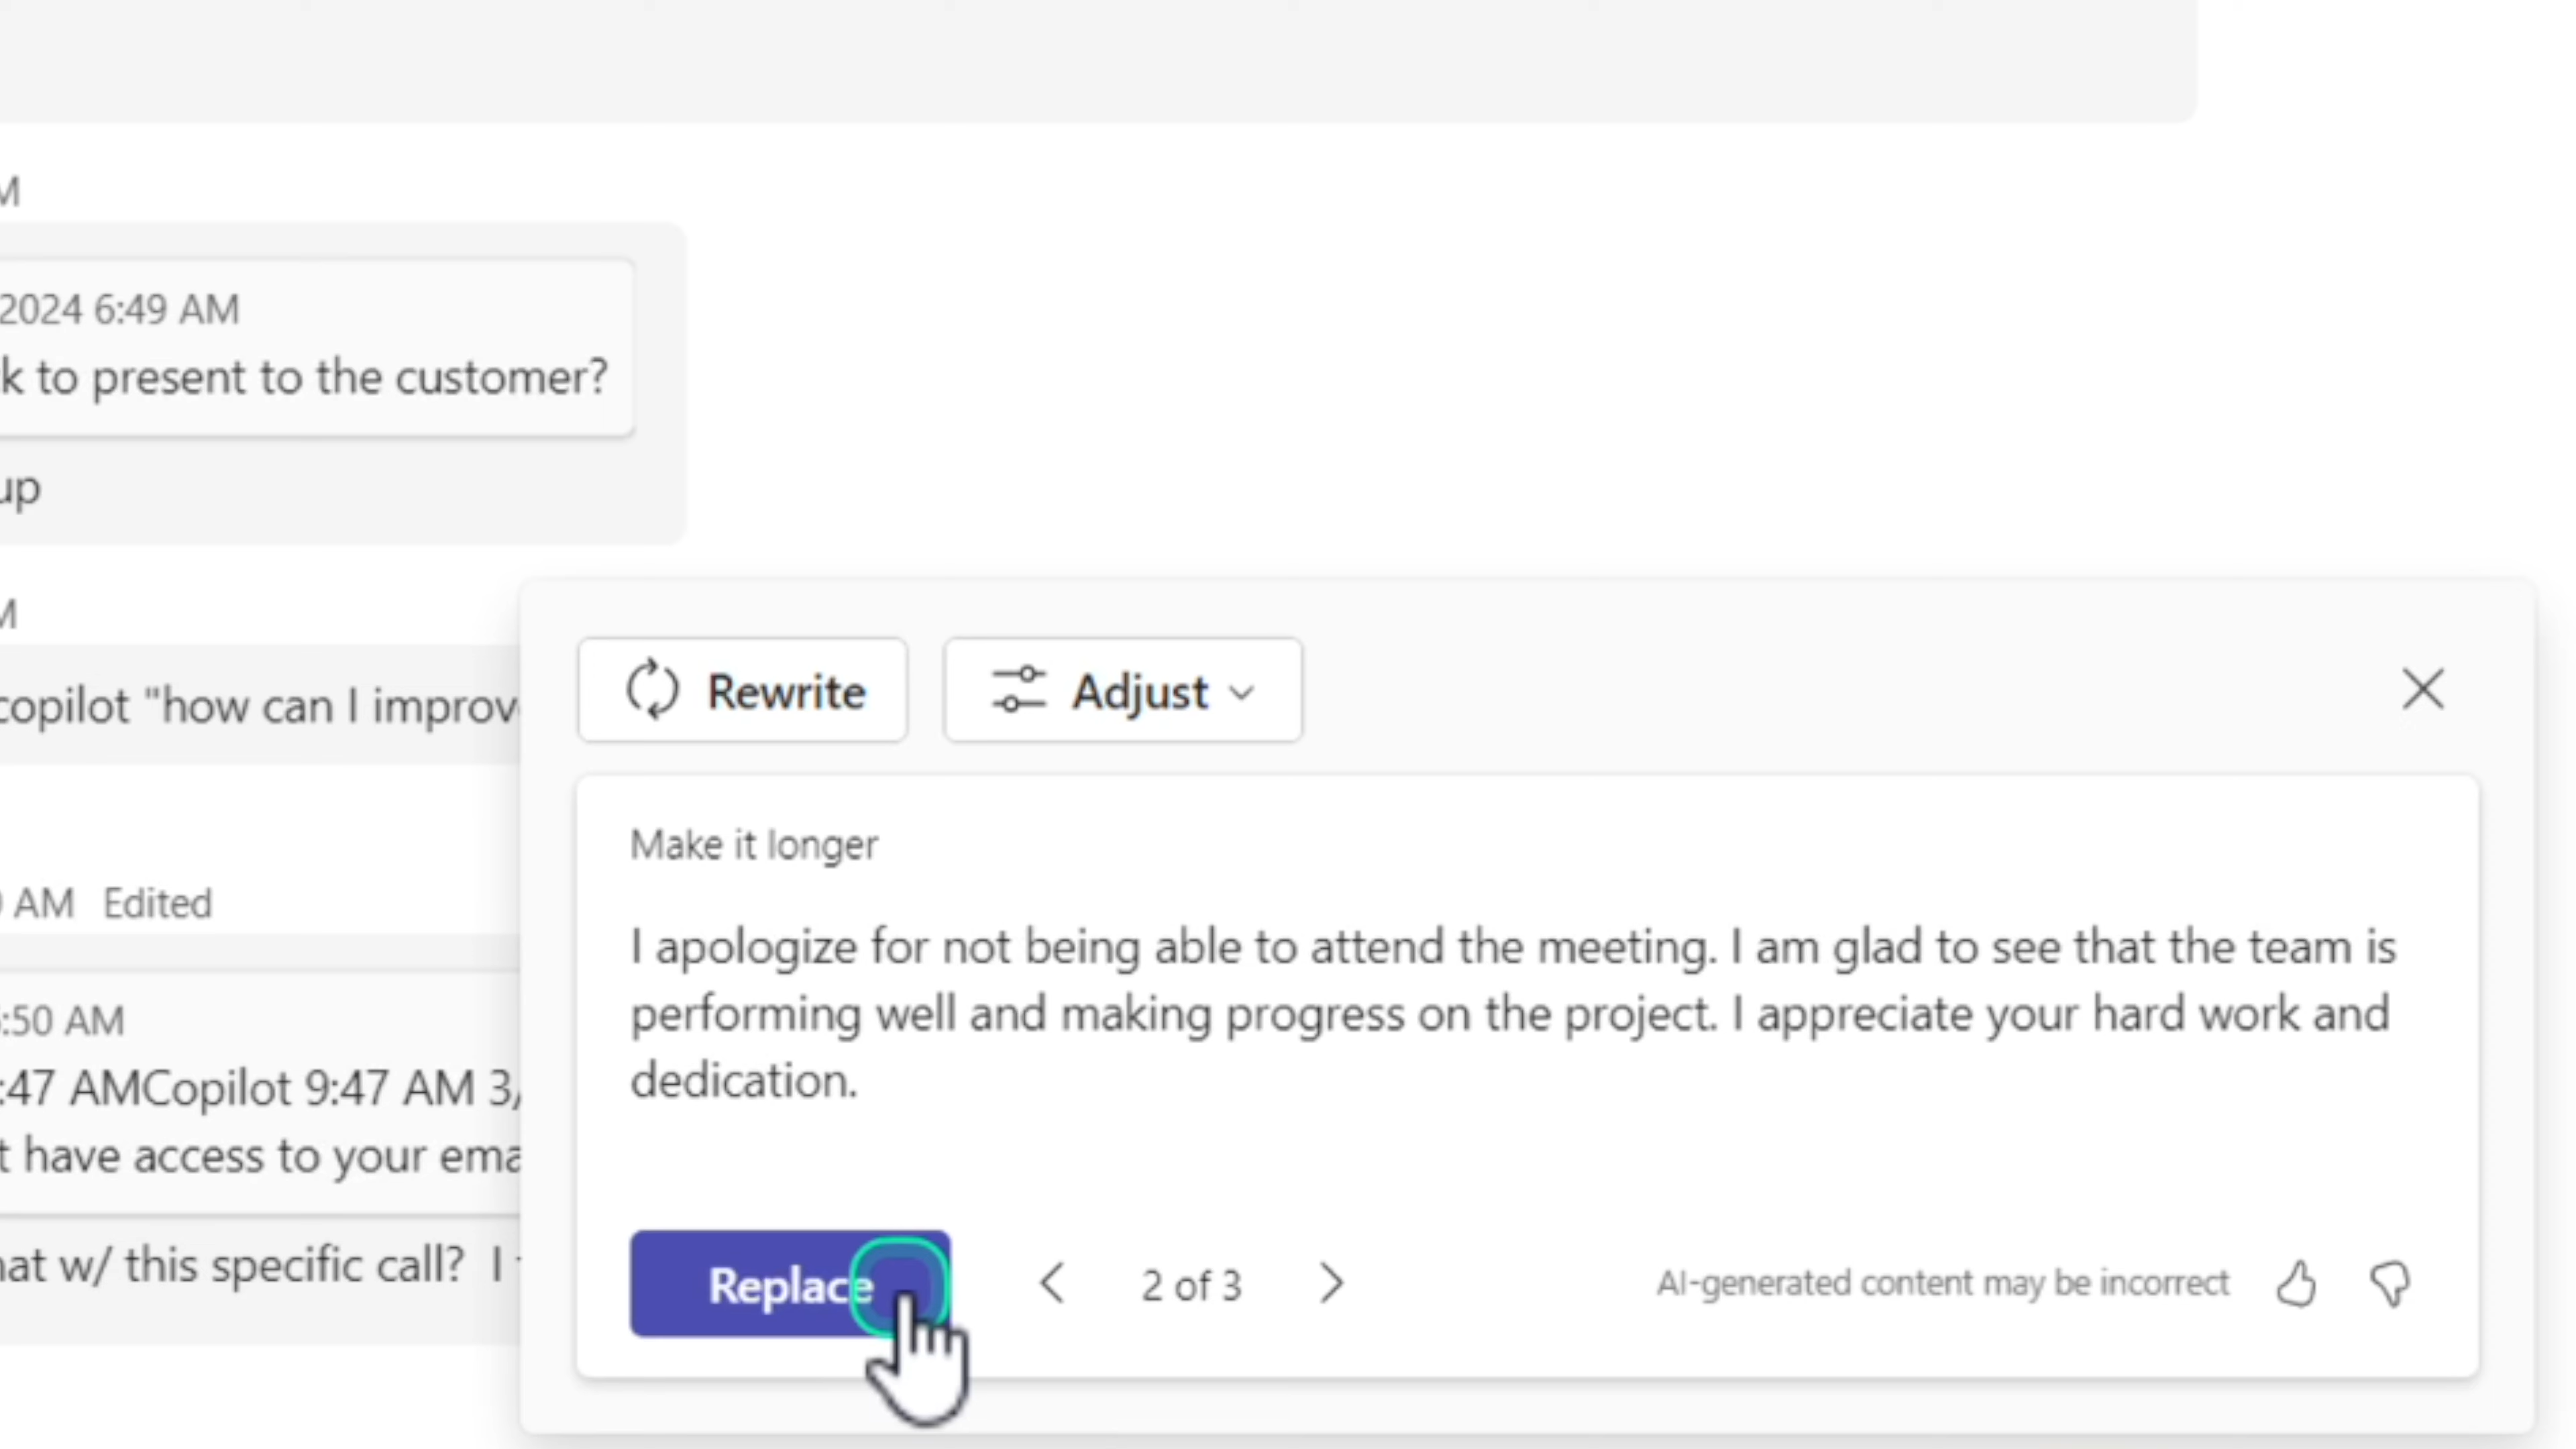 M
2024 6:49 AM
k to present to the customer?
up
M
copilot "how can I improv
Rewrite
Adjust
Make it longer
AM Edited
I apologize for not being able to attend the meeting. I am glad to see that the team is
performing well and making progress on the project. I appreciate your hard work and
dedication.
:50 AM
:47 AMCopilot 9:47 AM 3/
t have access to your ema
at w/ this specific call? I
Replace
2 of 3
AI-generated content may be incorrect